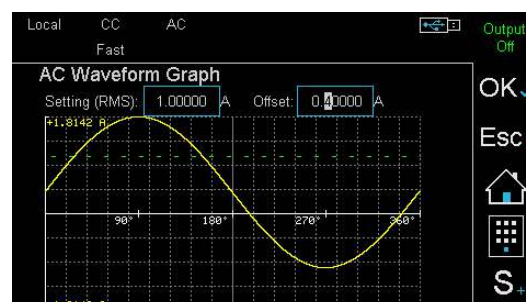 Local CC AC
Fast
Output
Off
AC Waveform Graph
Setting (RMS): 1.00000 A Offset: 0.40000 A
OK
Esc
+1.8142 A
90° 180° 270° 360°
S+